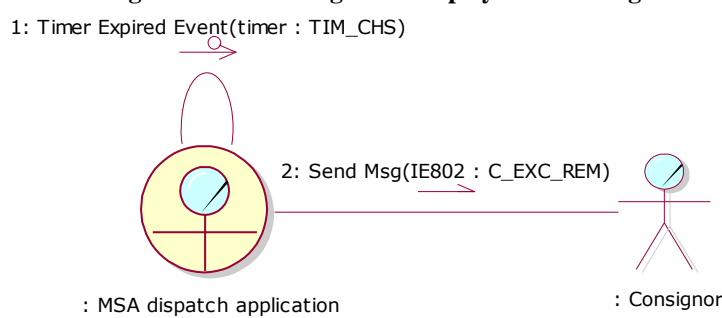 1: Timer Expired Event(timer : TIM_CHS)
2: Send Msg(IE802 : C_EXC_REM)
: MSA dispatch application
: Consignor